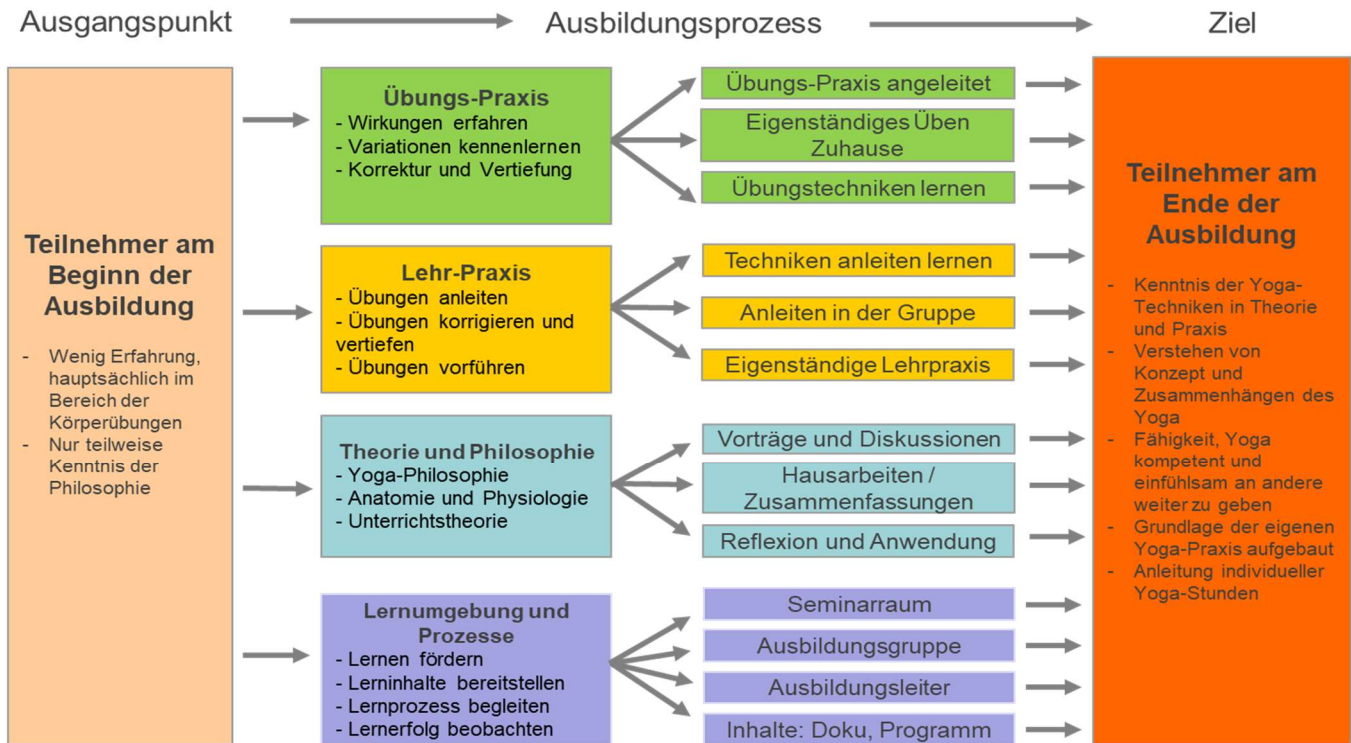 Ausgangspunkt
Ausbildungsprozess
Ziel
Teilnehmer am
Beginn der
Ausbildung
- Wenig Erfahrung,
hauptsächlich im
Bereich der
Körperübungen
- Nur teilweise
Kenntnis der
Philosophie
Übungs-Praxis
- Wirkungen erfahren
- Variationen kennenlernen
- Korrektur und Vertiefung
Übungs-Praxis angeleitet
Eigenständiges Üben
Zuhause
Übungstechniken lernen
Lehr-Praxis
- Übungen anleiten
- Übungen korrigieren und
vertiefen
- Übungen vorführen
Techniken anleiten lernen
Anleiten in der Gruppe
Eigenständige Lehrpraxis
Theorie und Philosophie
- Yoga-Philosophie
- Anatomie und Physiologie
- Unterrichtstheorie
Vorträge und Diskussionen
Hausarbeiten /
Zusammenfassungen
Reflexion und Anwendung
Lernumgebung und
Prozesse
- Lernen fördern
- Lerninhalte bereitstellen
- Lernprozess begleiten
- Lernerfolg beobachten
Seminarraum
Ausbildungsgruppe
Ausbildungsleiter
Inhalte: Doku, Programm
Teilnehmer am
Ende der
Ausbildung
- Kenntnis der Yoga-
Techniken in Theorie
und Praxis
- Verstehen von
Konzept und
Zusammenhängen des
Yoga
- Fähigkeit, Yoga
kompetent und
einfühlsam an andere
weiter zu geben
- Grundlage der eigenen
Yoga-Praxis aufgebaut
- Anleitung individueller
Yoga-Stunden